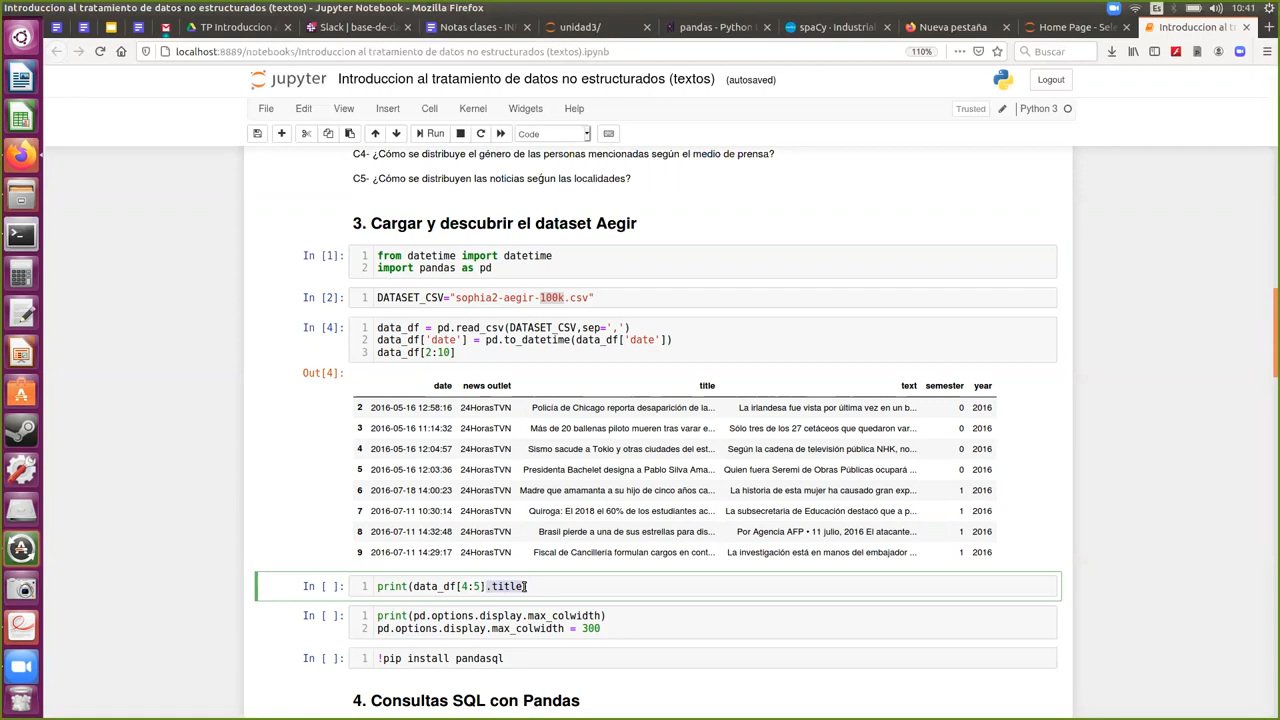 Introduccion al tratamiento de datos no estructurados (textos) - Jupyter Notebook - Mozilla Firefox
Es
10:41
TP Introduccion a
Slack | base-de-da
Notas clases - INF
unidad3/
pandas - Python
spaCy · Industrial
Nueva pestaña
Home Page - Sele
Introduccion al tra
localhost:8889/notebooks/Introduccion al tratamiento de datos no estructurados (textos).ipynb
110%
Buscar
jupyter Introduccion al tratamiento de datos no estructurados (textos) (autosaved)
Logout
File Edit View Insert Cell Kernel Widgets Help
Trusted
Python 3
Run
Code
C4- ¿Cómo se distribuye el género de las personas mencionadas según el medio de prensa?
C5- ¿Cómo se distribuyen las noticias segun las localidades?
3. Cargar y descubrir el dataset Aegir
In [1]:
1 from datetime import datetime
2 import pandas as pd
In [2]:
1 DATASET_CSV="sophia2-aegir-100k.csv"
In [4]:
1 data_df = pd.read_csv(DATASET_CSV,sep=',')
2 data_df['date'] = pd.to_datetime(data_df['date'])
3 data_df[2:10]
Out[4]:
date news outlet title text semester year
2 2016-05-16 12:58:16 24HorasTVN Policía de Chicago reporta desaparición de la... La irlandesa fue vista por última vez en un b... 0 2016
3 2016-05-16 11:14:32 24HorasTVN Más de 20 ballenas piloto mueren tras varar e... Sólo tres de los 27 cetáceos que quedaron var... 0 2016
4 2016-05-16 12:04:57 24HorasTVN Sismo sacude a Tokio y otras ciudades del est... Según la cadena de televisión pública NHK, no... 0 2016
5 2016-05-16 12:05:36 24HorasTVN Presidenta Bachelet designa a Pablo Silva Ama... Quien fuera Seremi de Obras Públicas ocupará ... 0 2016
6 2016-07-18 14:00:23 24HorasTVN Madre que amamanta a su hijo de cinco años ca... La historia de esta mujer ha causado gran exp... 1 2016
7 2016-07-11 10:30:14 24HorasTVN Quiroga: El 2018 el 60% de los estudiantes ac... La subsecretaria de Educación destacó que a p... 1 2016
8 2016-07-11 14:32:48 24HorasTVN Brasil pierde a una de sus estrellas para dis... Por Agencia AFP • 11 julio, 2016 El atacante... 1 2016
9 2016-07-11 14:29:17 24HorasTVN Fiscal de Cancillería formulan cargos en cont... La investigación está en manos del embajador ... 1 2016
In [ ]:
1 print(data_df[4:5].title)
In [ ]:
1 print(pd.options.display.max_colwidth)
2 pd.options.display.max_colwidth = 300
In [ ]:
1 !pip install pandasql
4. Consultas SQL con Pandas